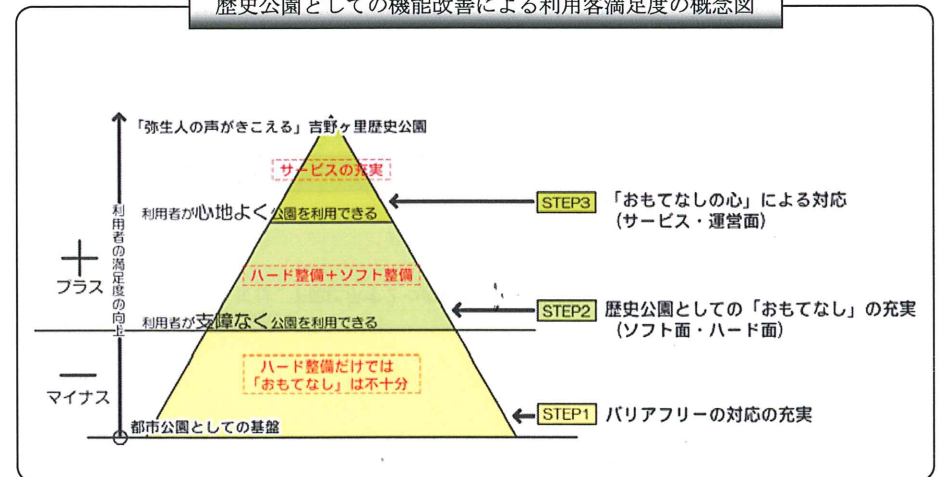 歴史公園としての機能改善による利用客満足度の概念図
「弥生人の声がきこえる」吉野ヶ里歴史公園
サービスの充実
利用者が心地よく公園を利用できる
STEP3
「おもてなしの心」による対応
（サービス・運営面）
利用者の満足度の向上
プラス
ハード整備＋ソフト整備
利用者が支障なく公園を利用できる
STEP2
歴史公園としての「おもてなし」の充実
（ソフト面・ハード面）
マイナス
ハード整備だけでは
「おもてなし」は不十分
STEP1
バリアフリーの対応の充実
都市公園としての基盤